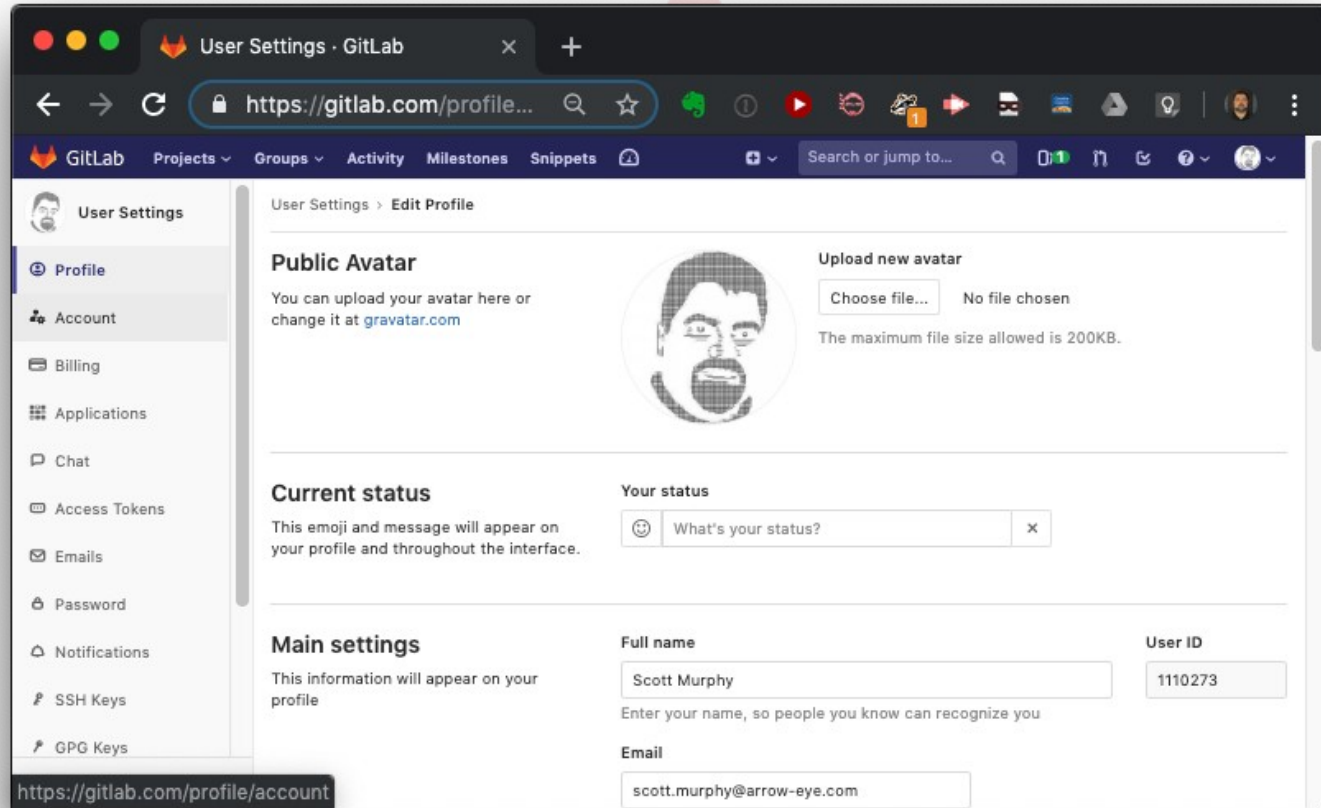 User Settings · GitLab
https://gitlab.com/profile...
1
GitLab Projects Groups Activity Milestones Snippets Search or jump to... 1
User Settings
User Settings > Edit Profile
Profile
Account
Billing
Applications
Chat
Access Tokens
Emails
Password
Notifications
SSH Keys
GPG Keys
https://gitlab.com/profile/account
Public Avatar
You can upload your avatar here or
change it at gravatar.com
Upload new avatar
Choose file... No file chosen
The maximum file size allowed is 200KB.
Current status
This emoji and message will appear on
your profile and throughout the interface.
Your status
What's your status?
Main settings
This information will appear on your
profile
Full name
Scott Murphy
Enter your name, so people you know can recognize you
User ID
1110273
Email
scott.murphy@arrow-eye.com